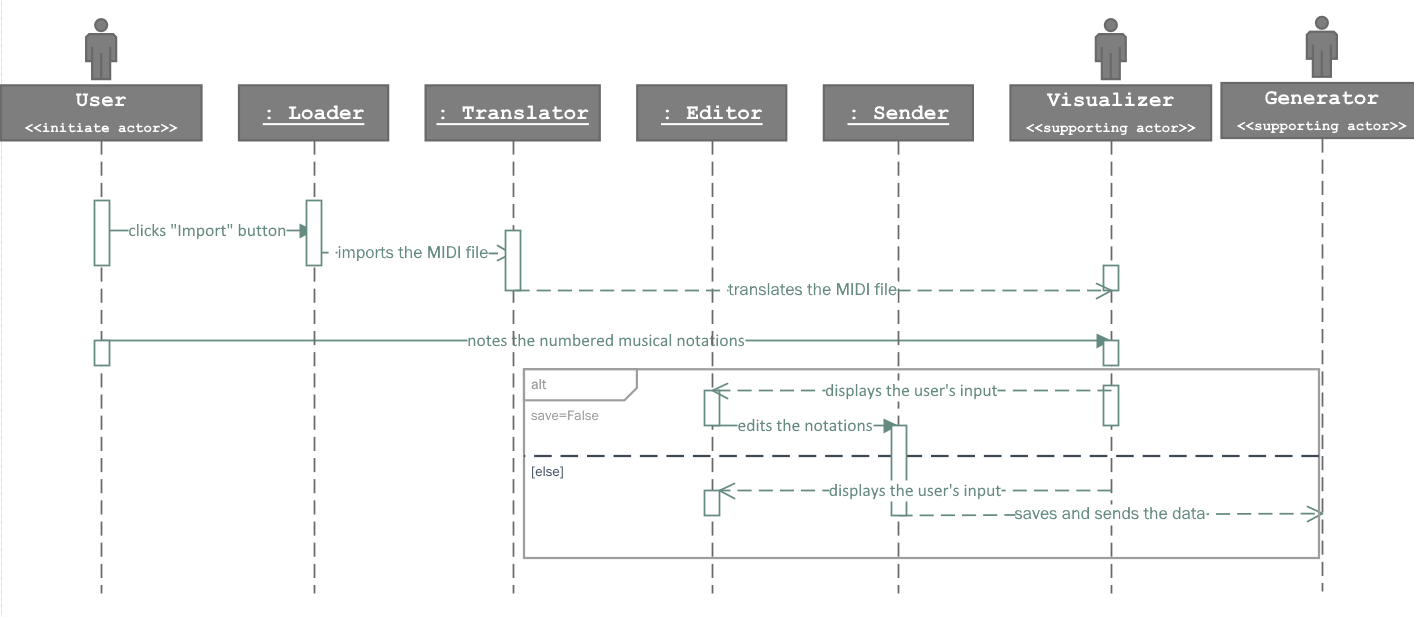 User
<<initiate actor>>
: Loader
: Translator
: Editor
: Sender
Visualizer
<<supporting actor>>
Generator
<<supporting actor>>
clicks "Import" button
imports the MIDI file
translates the MIDI file
notes the numbered musical notations
alt
save=False
displays the user's input
edits the notations
[else]
displays the user's input
saves and sends the data